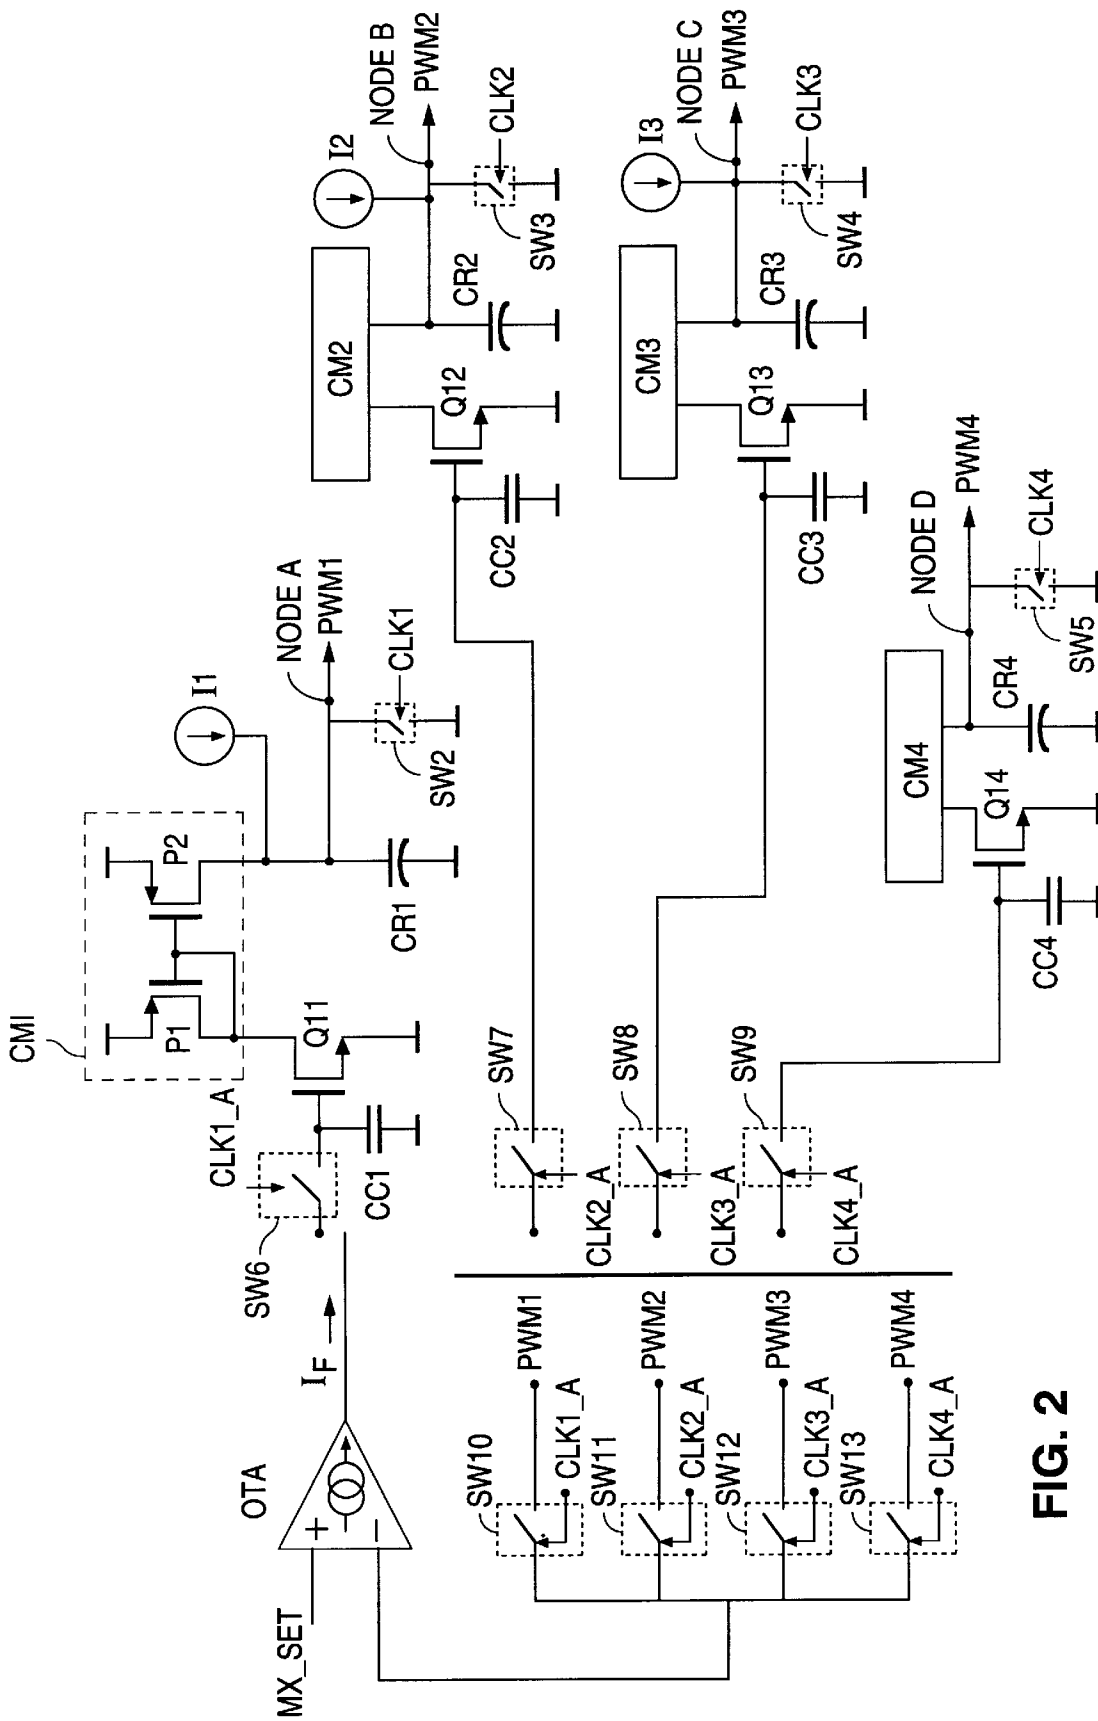 MX_SET
OTA
+
−
I_F
SW6
CLK1_A
CC1
CM1
P1
P2
Q11
CR1
I1
NODE A
PWM1
SW2
CLK1
SW10
PWM1
CLK1_A
SW11
PWM2
CLK2_A
SW12
PWM3
CLK3_A
SW13
PWM4
CLK4_A
SW7
CLK2_A
SW8
CLK3_A
SW9
CLK4_A
CM2
CC2
Q12
CR2
I2
NODE B
PWM2
SW3
CLK2
CM3
CC3
Q13
CR3
I3
NODE C
PWM3
SW4
CLK3
CM4
CC4
Q14
CR4
NODE D
PWM4
SW5
CLK4
FIG. 2